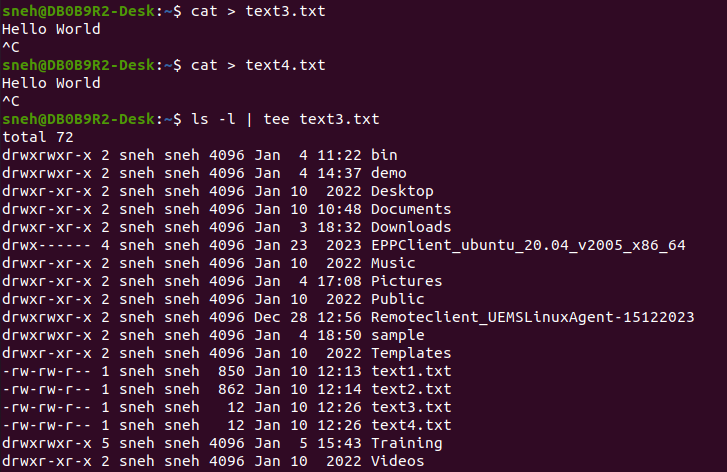 sneh@DB0B9R2-Desk:~$ cat > text3.txt
Hello World
^C
sneh@DB0B9R2-Desk:~$ cat > text4.txt
Hello World
^C
sneh@DB0B9R2-Desk:~$ ls -l | tee text3.txt
total 72
drwxrwxr-x 2 sneh sneh 4096 Jan  4 11:22 bin
drwxrwxr-x 2 sneh sneh 4096 Jan  4 14:37 demo
drwxr-xr-x 2 sneh sneh 4096 Jan 10  2022 Desktop
drwxr-xr-x 2 sneh sneh 4096 Jan 10 10:48 Documents
drwxr-xr-x 2 sneh sneh 4096 Jan  3 18:32 Downloads
drwx------ 4 sneh sneh 4096 Jan 23  2023 EPPClient_ubuntu_20.04_v2005_x86_64
drwxr-xr-x 2 sneh sneh 4096 Jan 10  2022 Music
drwxr-xr-x 2 sneh sneh 4096 Jan  4 17:08 Pictures
drwxr-xr-x 2 sneh sneh 4096 Jan 10  2022 Public
drwxrwxr-x 2 sneh sneh 4096 Dec 28 12:56 Remoteclient_UEMSLinuxAgent-15122023
drwxrwxr-x 2 sneh sneh 4096 Jan  4 18:50 sample
drwxr-xr-x 2 sneh sneh 4096 Jan 10  2022 Templates
-rw-rw-r-- 1 sneh sneh  850 Jan 10 12:13 text1.txt
-rw-rw-r-- 1 sneh sneh  862 Jan 10 12:14 text2.txt
-rw-rw-r-- 1 sneh sneh   12 Jan 10 12:26 text3.txt
-rw-rw-r-- 1 sneh sneh   12 Jan 10 12:26 text4.txt
drwxrwxr-x 5 sneh sneh 4096 Jan  5 15:43 Training
drwxr-xr-x 2 sneh sneh 4096 Jan 10  2022 Videos